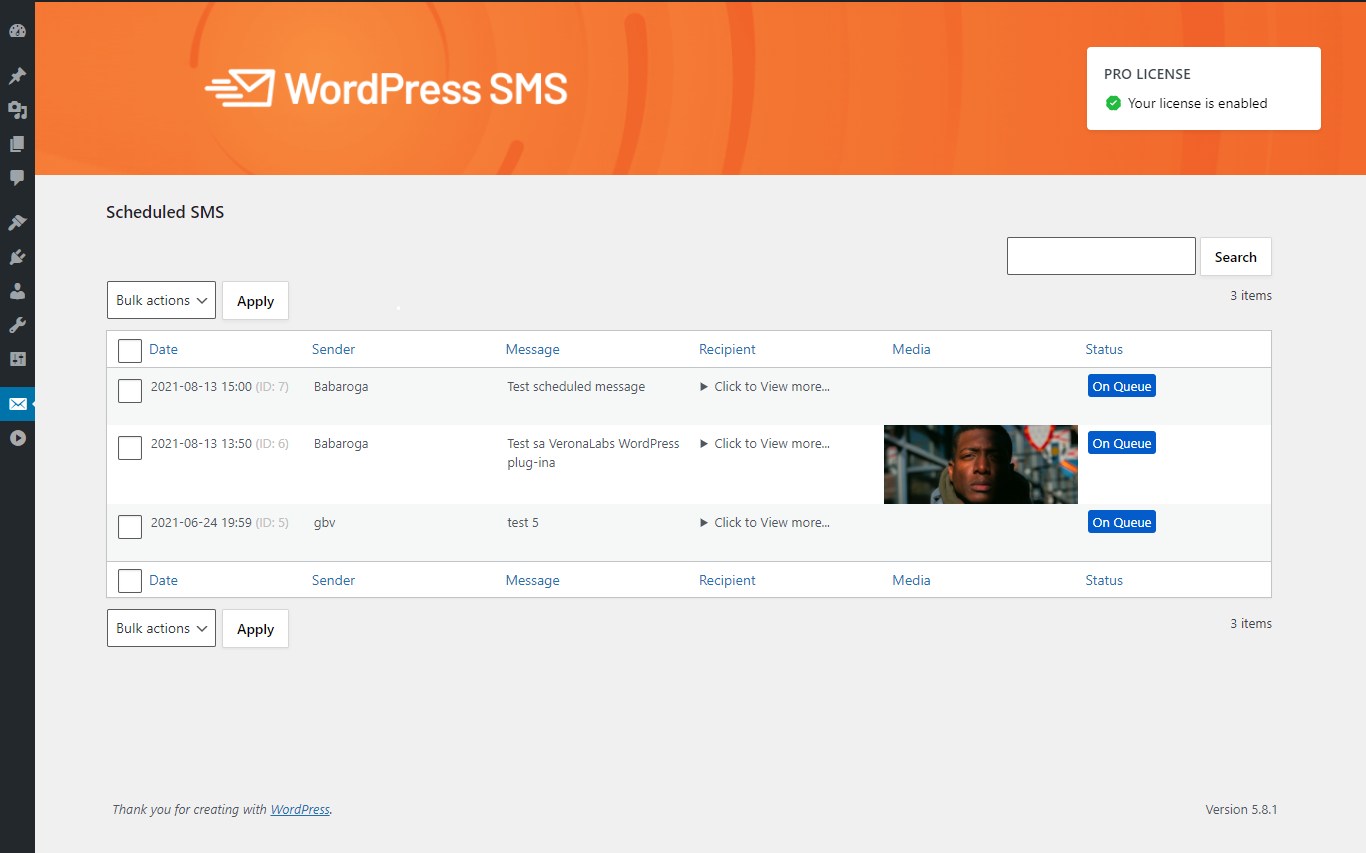 WordPress SMS
PRO LICENSE
Your license is enabled
Scheduled SMS
Search
Bulk actions Apply
3 items
Date Sender Message Recipient Media Status
2021-08-13 15:00 (ID: 7) Babaroga Test scheduled message Click to View more... On Queue
2021-08-13 13:50 (ID: 6) Babaroga Test sa VeronaLabs WordPress Click to View more... On Queue
plug-ina
2021-06-24 19:59 (ID: 5) gbv test 5 Click to View more... On Queue
Date Sender Message Recipient Media Status
Bulk actions Apply
3 items
Thank you for creating with WordPress. Version 5.8.1